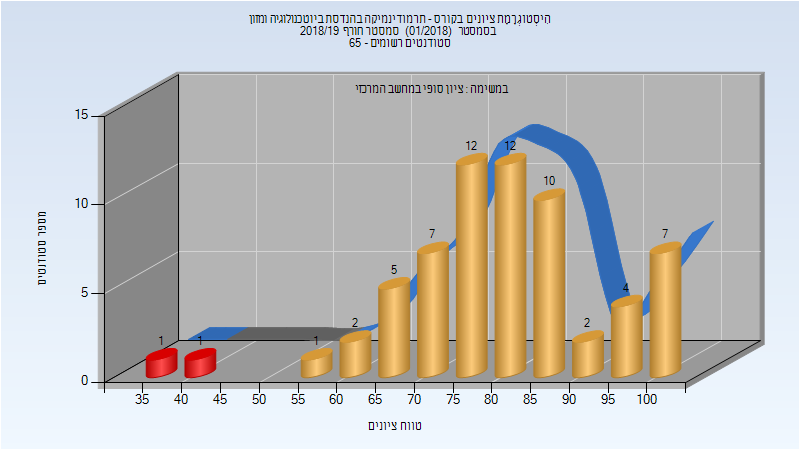 הִיסְטוֹגְרָמַת ציונים בקורס - תרמודינמיקה בהנדסת ביוטכנולוגיה ומזון
בסמסטר (01/2018) סמסטר חורף 2018/19
סטודנטים רשומים - 65
במשימה : ציון סופי במחשב המרכזי
מספר סטודנטים
15
10
5
0
1
1
1
2
5
7
12
12
10
2
4
7
35 40 45 50 55 60 65 70 75 80 85 90 95 100
טווח ציונים